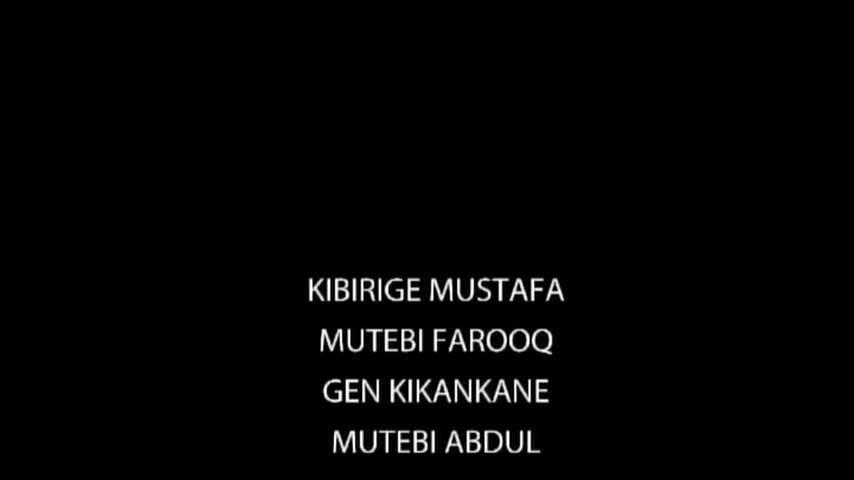 KIBIRIGE MUSTAFA
MUTEBI FAROOQ
GEN KIKANKANE
MUTEBI ABDUL